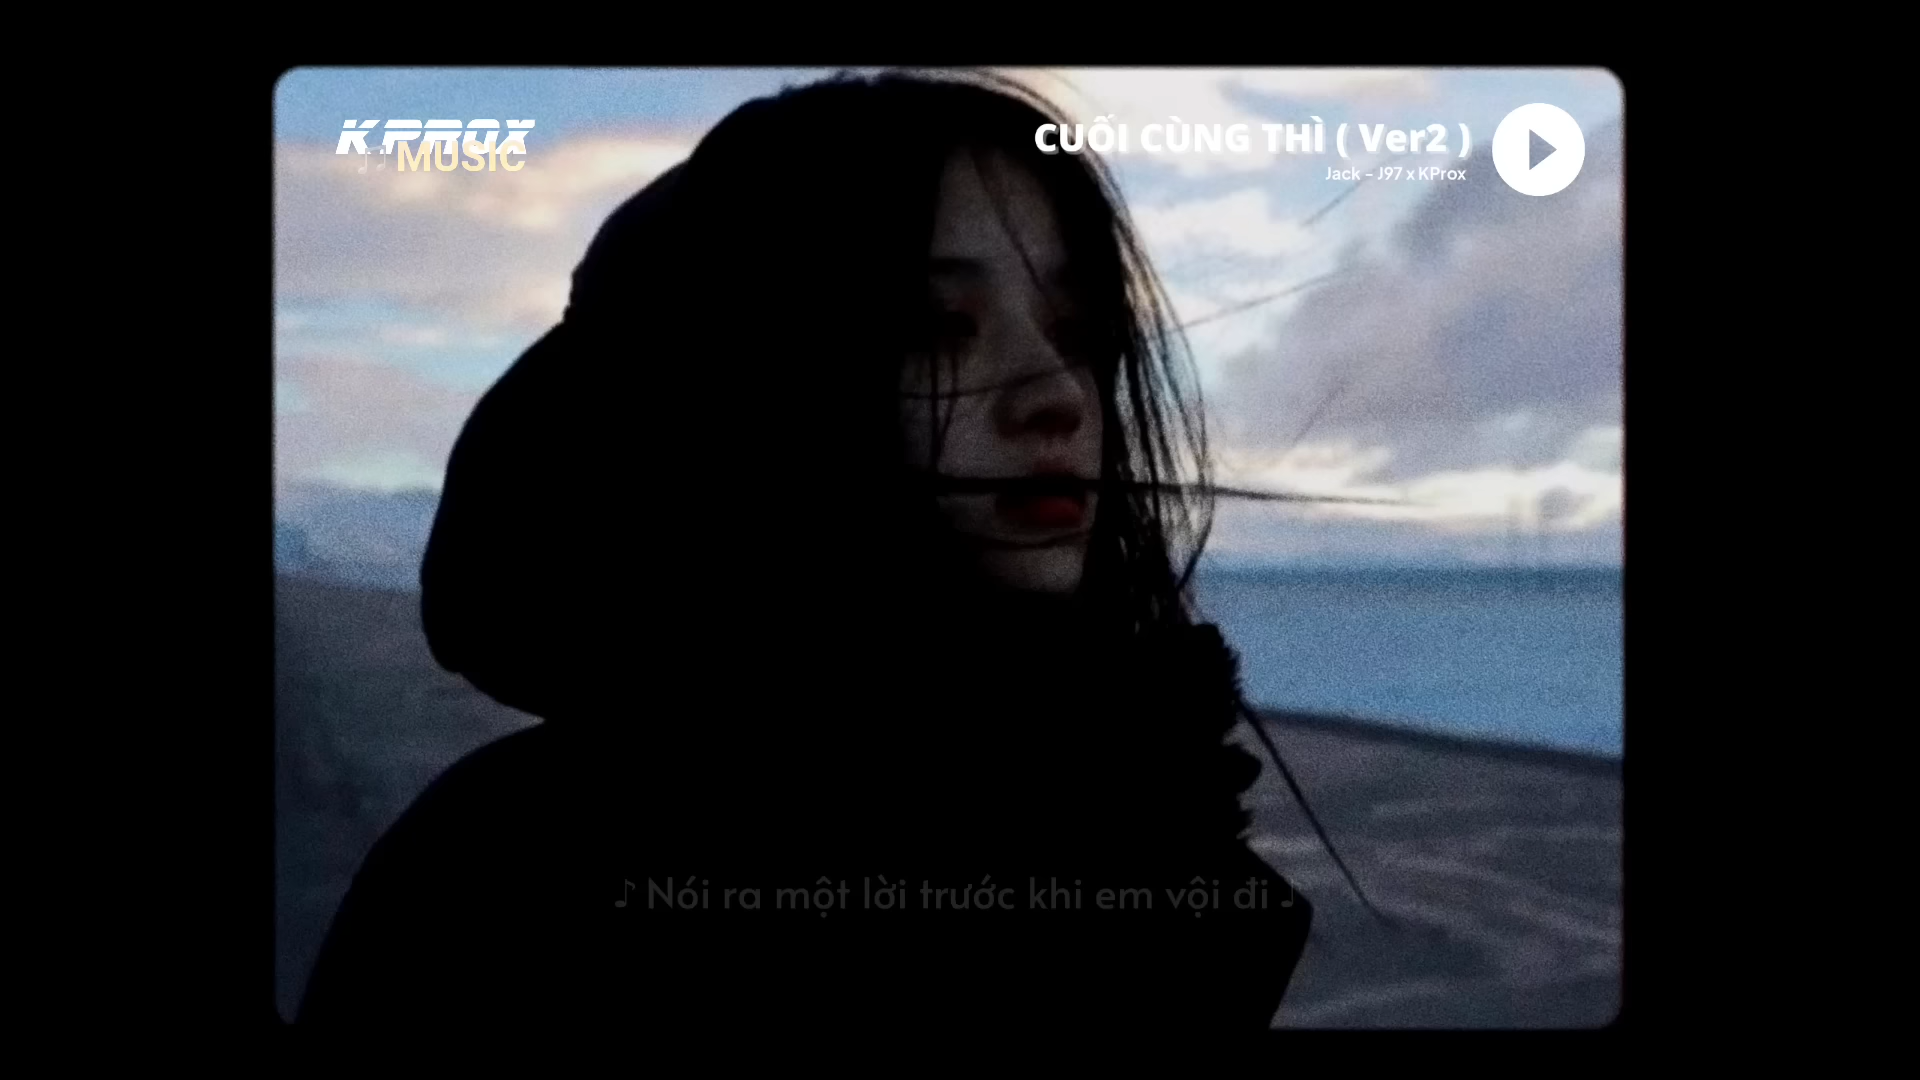 KPROX
♪♪ MUSIC
CUỐI CÙNG THÌ ( Ver2 )
Jack - J97 x KProx
♪ Nói ra một lời trước khi em vội đi ♪